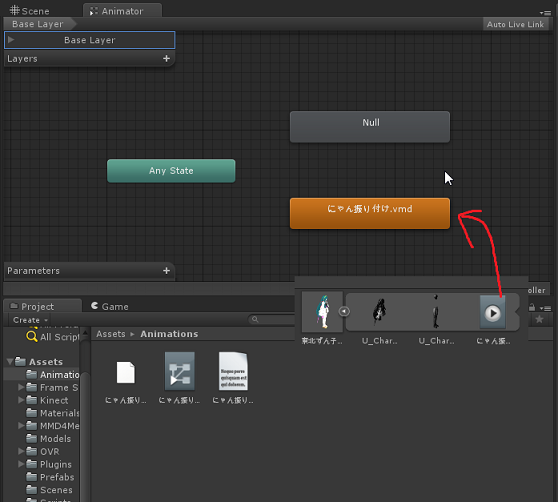 Scene
Animator
Base Layer
Auto Live Link
Base Layer
Layers
+
Null
Any State
にゃん振り付け.vmd
Parameters
+
oller
Project
Game
Create
All Scrip
Assets ▸ Animations
Assets
Animatio
Frame S
Kinect
Materials
MMD4Me
Models
OVR
Plugins
Prefabs
Scenes
にゃん振り...
にゃん振り...
にゃん振り...
東北ずん子...
U_Char...
U_Char...
にゃん振...